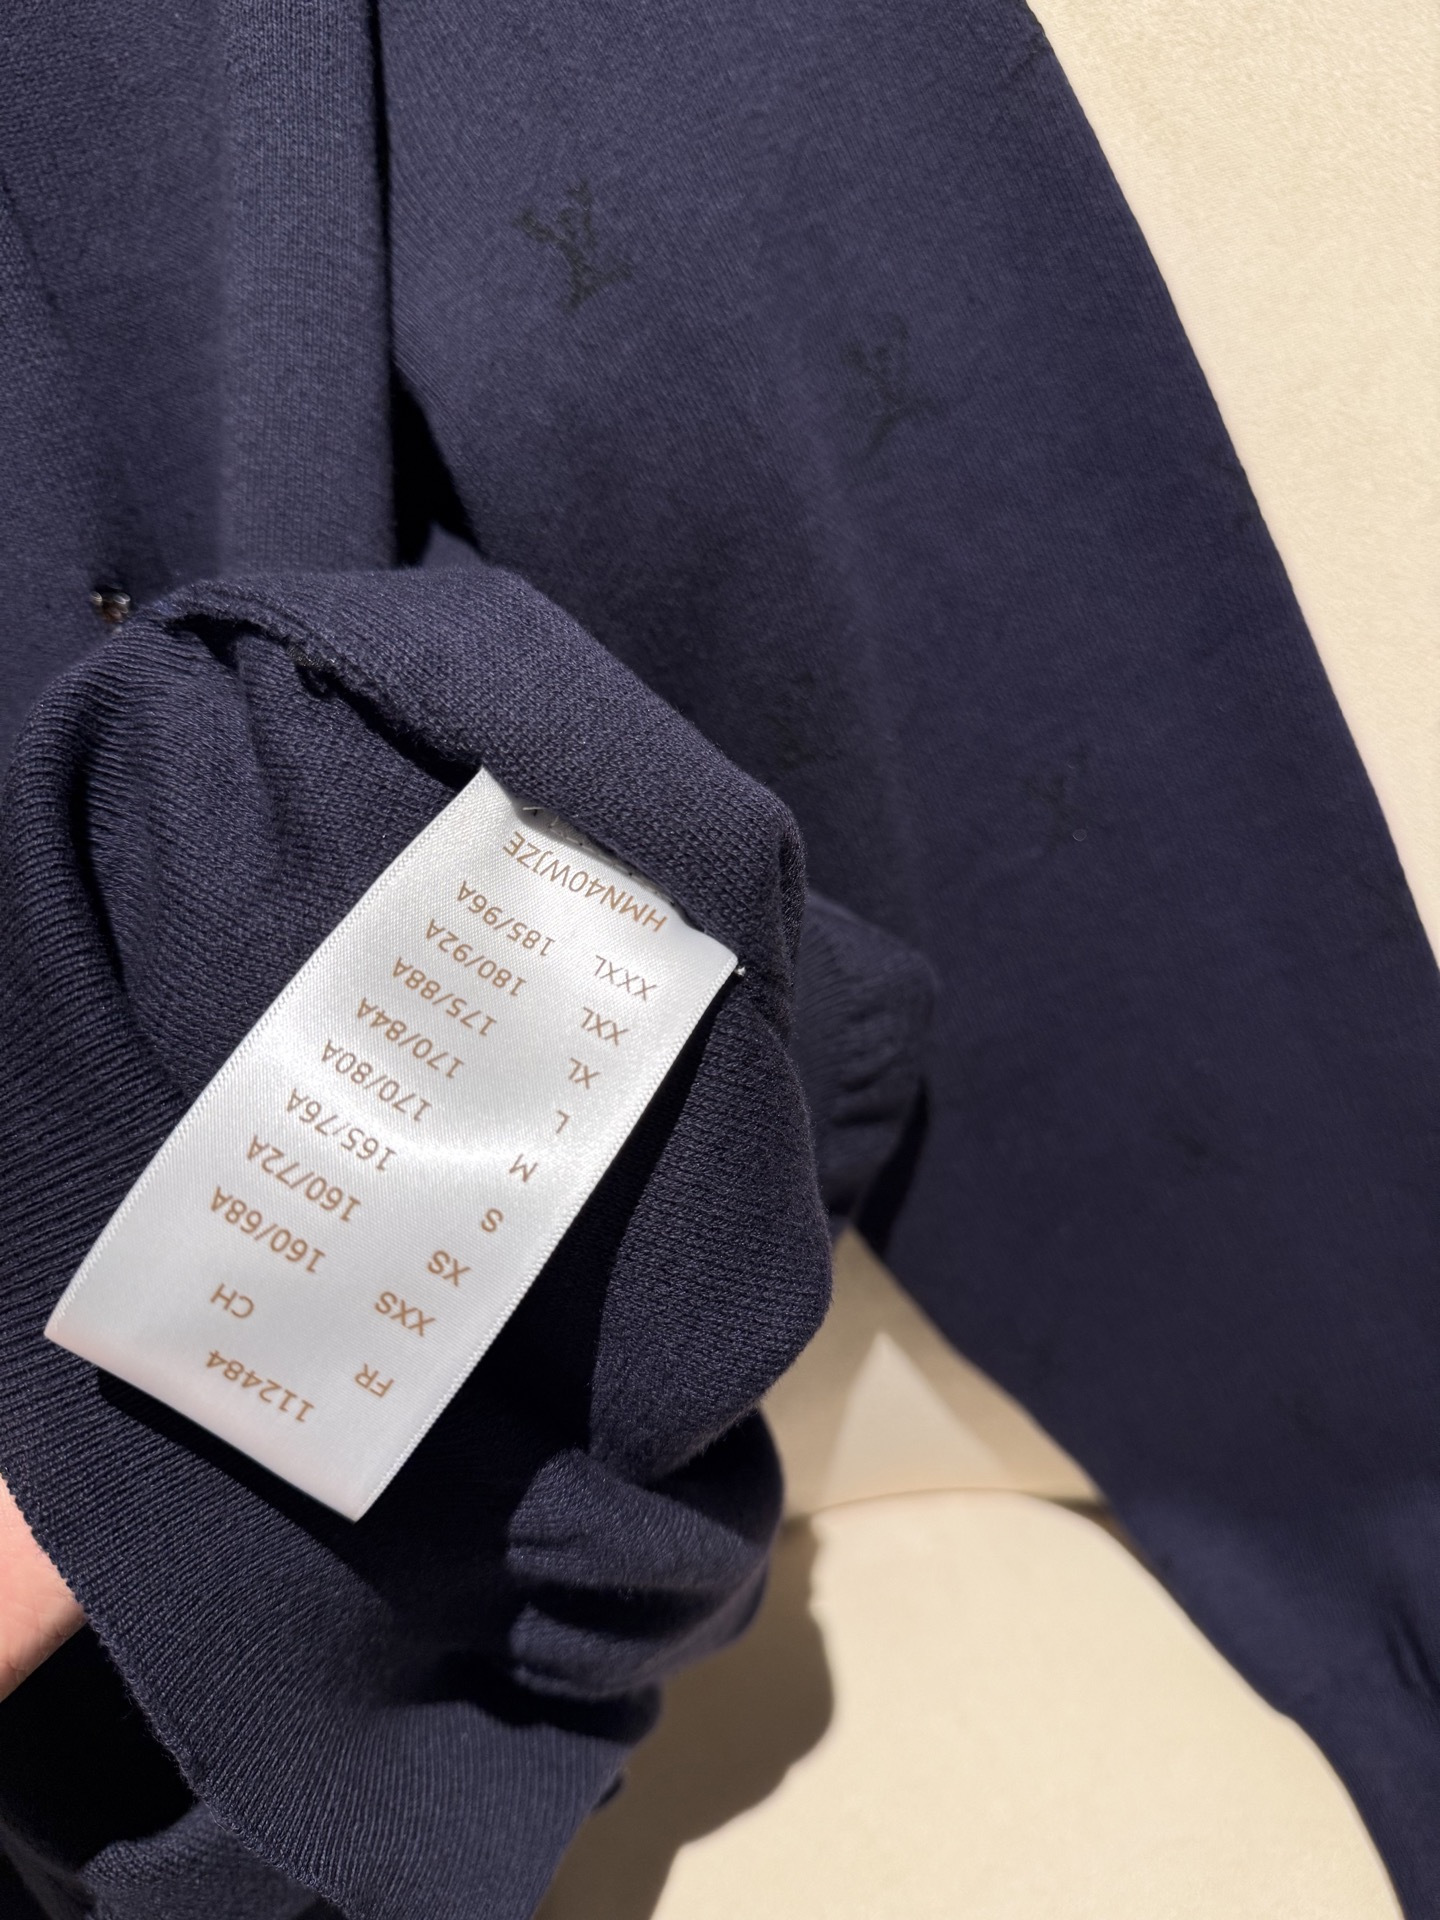 112484
FR CH
XXS 160/68A
XS 160/72A
S 165/76A
M 170/80A
L 170/84A
XL 175/88A
XXL 180/92A
XXXL 185/96A
HMN40WJZE